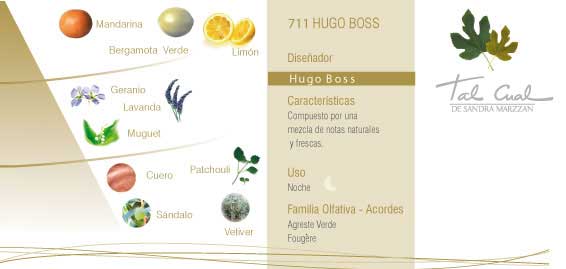 Mandarina
Bergamota Verde
Limón
Geranio
Lavanda
Muguet
Cuero
Patchouli
Sándalo
Vetiver
711 HUGO BOSS
Diseñador
Hugo Boss
Características
Compuesto por una
mezcla de notas naturales
y frescas.
Uso
Noche
Familia Olfativa - Acordes
Agreste Verde
Fougère
Tal Cual
DE SANDRA MARZZAN